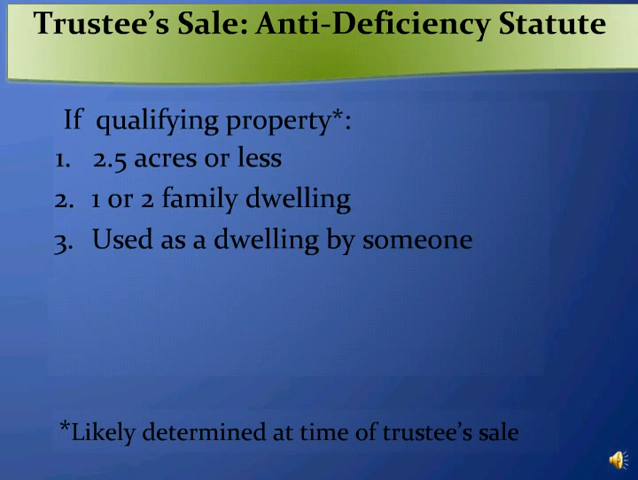 Trustee's Sale: Anti-Deficiency Statute
If qualifying property*:
1. 2.5 acres or less
2. 1 or 2 family dwelling
3. Used as a dwelling by someone
*Likely determined at time of trustee's sale